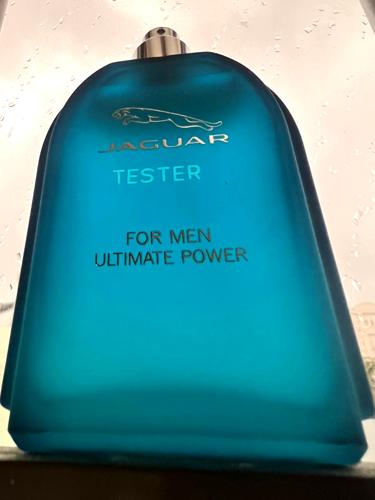 JAGUAR
TESTER
FOR MEN
ULTIMATE POWER